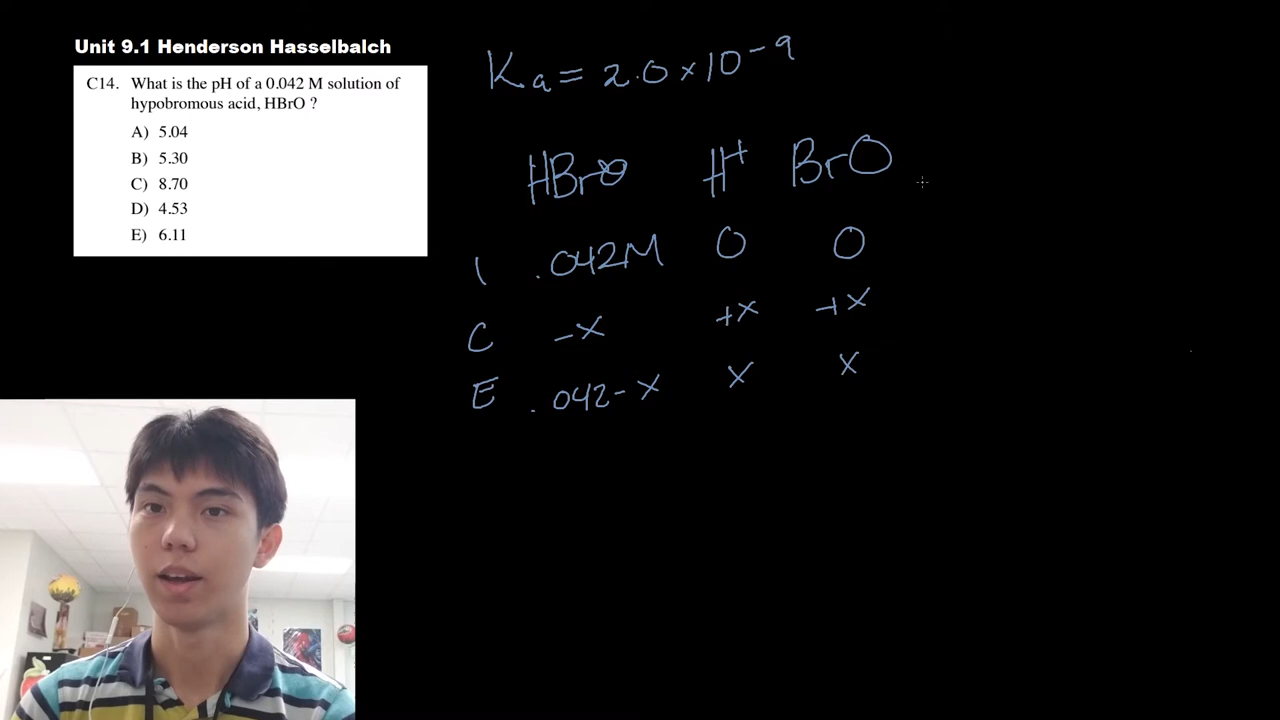 Unit 9.1 Henderson Hasselbalch
C14. What is the pH of a 0.042 M solution of
hypobromous acid, HBrO ?
A) 5.04
B) 5.30
C) 8.70
D) 4.53
E) 6.11
Ka = 2.0 × 10⁻⁹
HBrO H⁺ BrO
I .042M 0 0
C -x +x +x
E .042-x x x